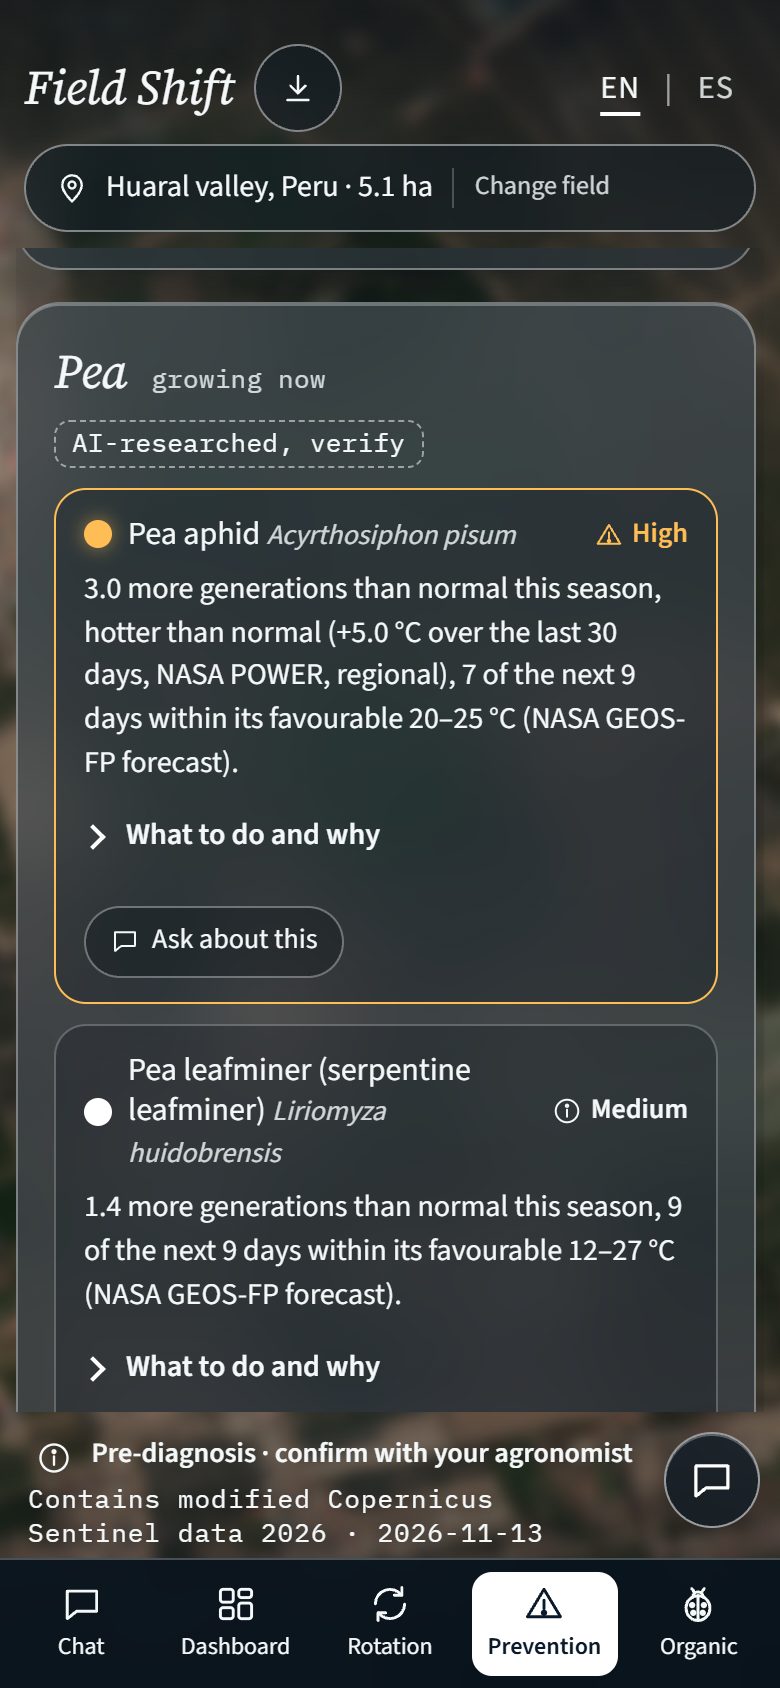 Field Shift
EN | ES
Huaral valley, Peru · 5.1 ha | Change field
Pea growing now
AI-researched, verify
Pea aphid Acyrthosiphon pisum High
3.0 more generations than normal this season,
hotter than normal (+5.0 °C over the last 30
days, NASA POWER, regional), 7 of the next 9
days within its favourable 20–25 °C (NASA GEOS-
FP forecast).
What to do and why
Ask about this
Pea leafminer (serpentine
leafminer) Liriomyza
huidobrensis
Medium
1.4 more generations than normal this season, 9
of the next 9 days within its favourable 12–27 °C
(NASA GEOS-FP forecast).
What to do and why
Pre-diagnosis · confirm with your agronomist
Contains modified Copernicus
Sentinel data 2026 · 2026-11-13
Chat Dashboard Rotation Prevention Organic